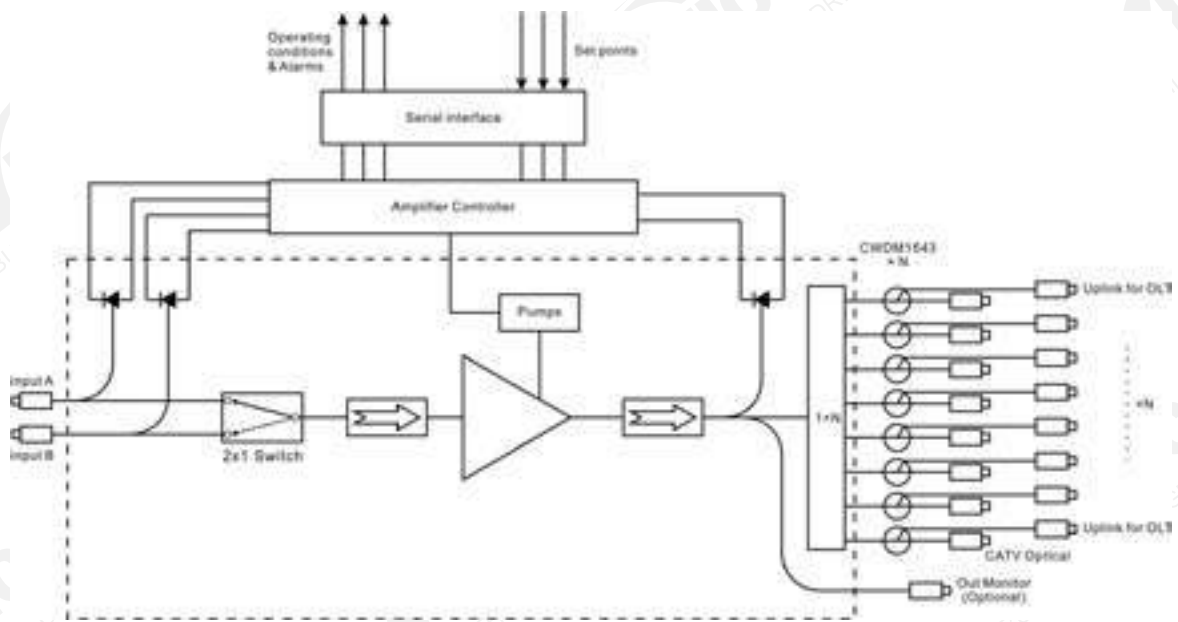 Operating
conditions
& Alarms
Set points
Serial interface
Amplifier Controller
CWDM1643
×N
Uplink for OLT
Pumps
Input A
Input B
2x1 Switch
1×N
×N
Uplink for OLT
CATV Optical
Out Monitor
(Optional)